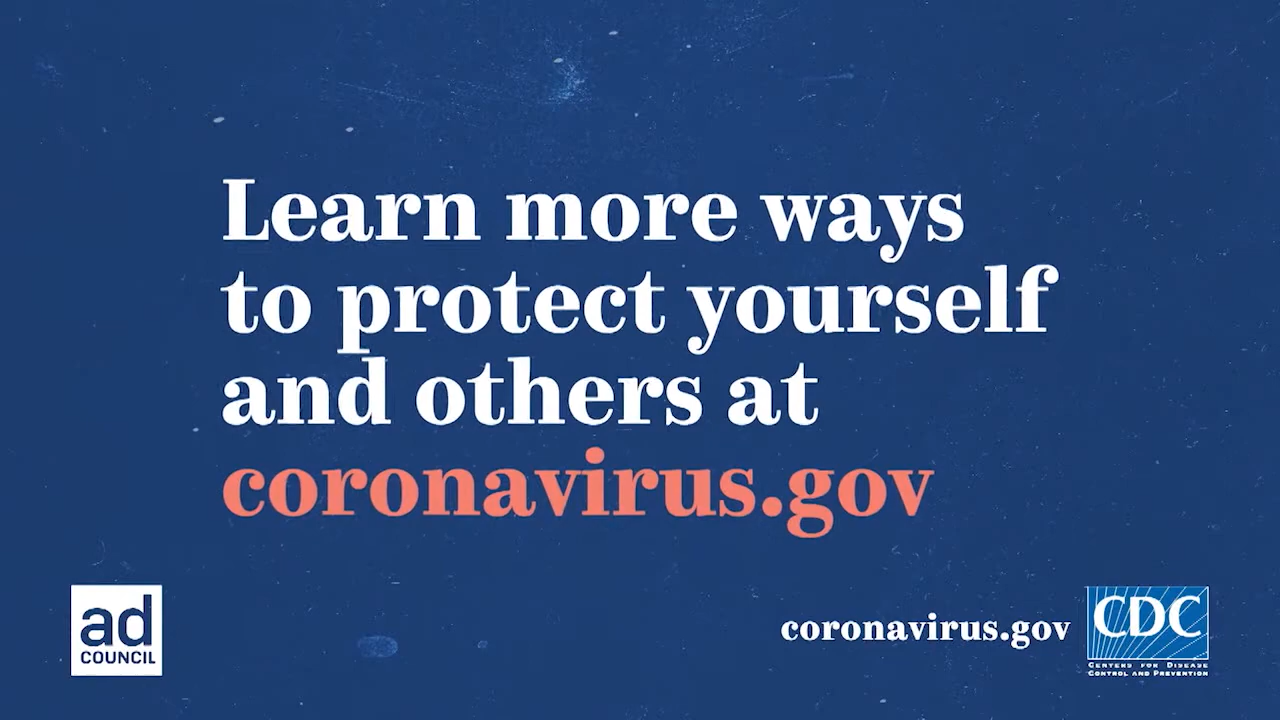 Learn more ways
to protect yourself
and others at
coronavirus.gov
ad
COUNCIL
coronavirus.gov
CDC
CENTERS FOR DISEASE
CONTROL AND PREVENTION